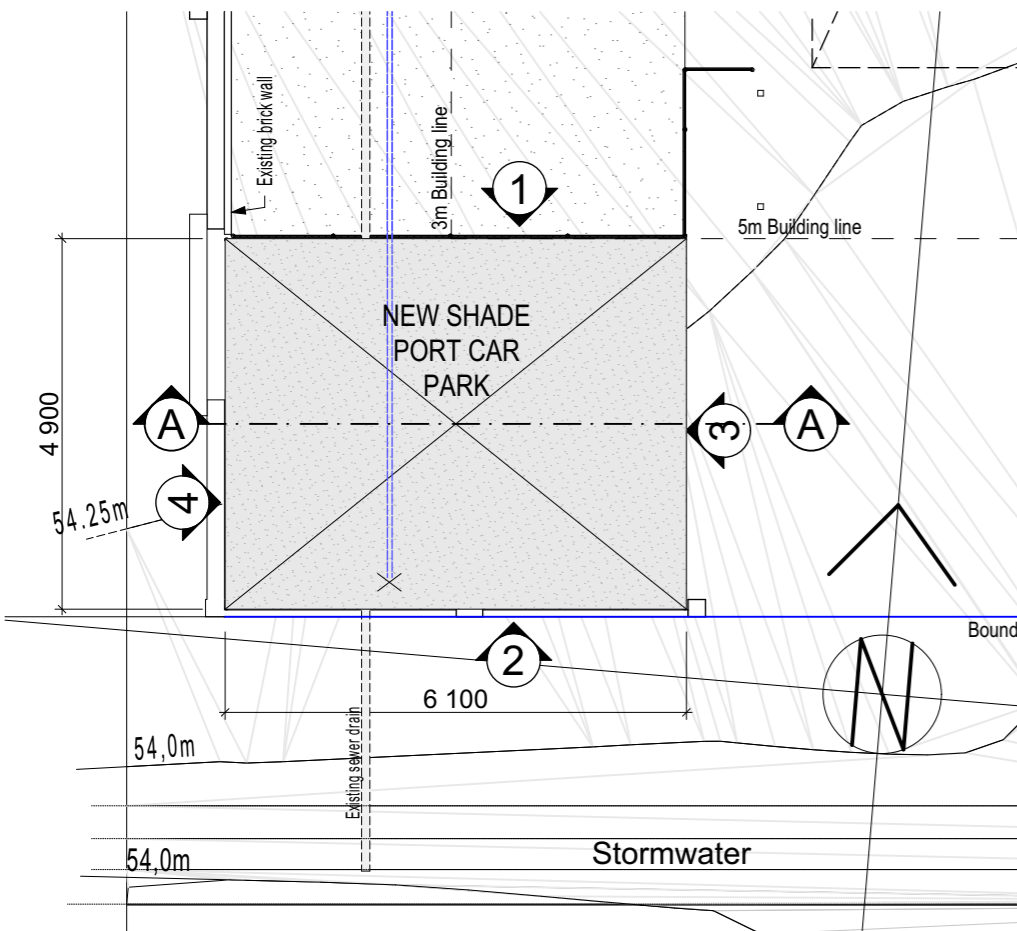 Existing brick wall
3m Building line
1
5m Building line
NEW SHADE
PORT CAR
PARK
4 900
A
3
A
4
54.25m
Bound
2
6 100
N
54,0m
Existing sewer drain
Stormwater
54,0m